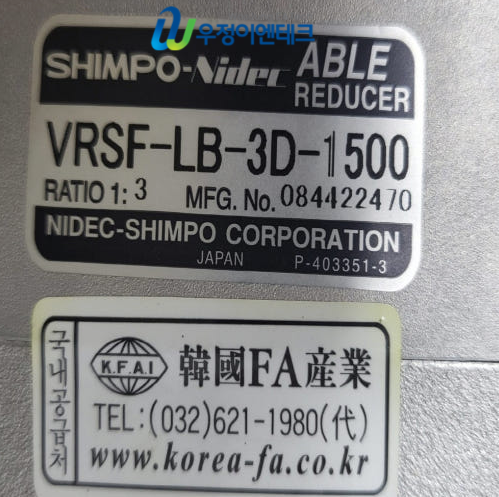 우정이엔테크
SHIMPO-Nidec ABLE REDUCER
VRSF-LB-3D-1500
RATIO 1: 3 MFG. No. 084422470
NIDEC-SHIMPO CORPORATION
JAPAN P-403351-3
국내공급처
K.F.A.I
韓國FA産業
TEL:(032)621-1980(代)
www.korea-fa.co.kr